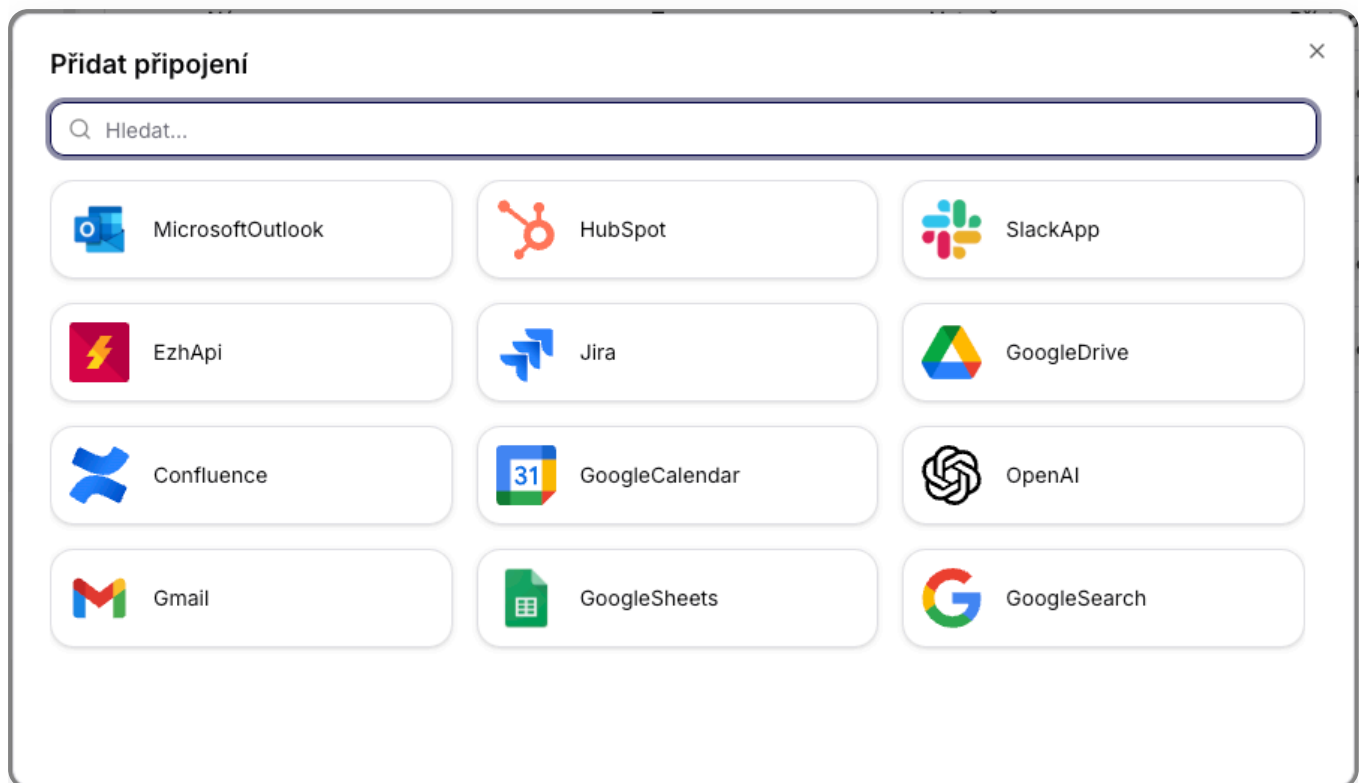 Přidat připojení
Hledat...
MicrosoftOutlook
HubSpot
SlackApp
EzhApi
Jira
GoogleDrive
Confluence
31
GoogleCalendar
OpenAI
Gmail
GoogleSheets
GoogleSearch